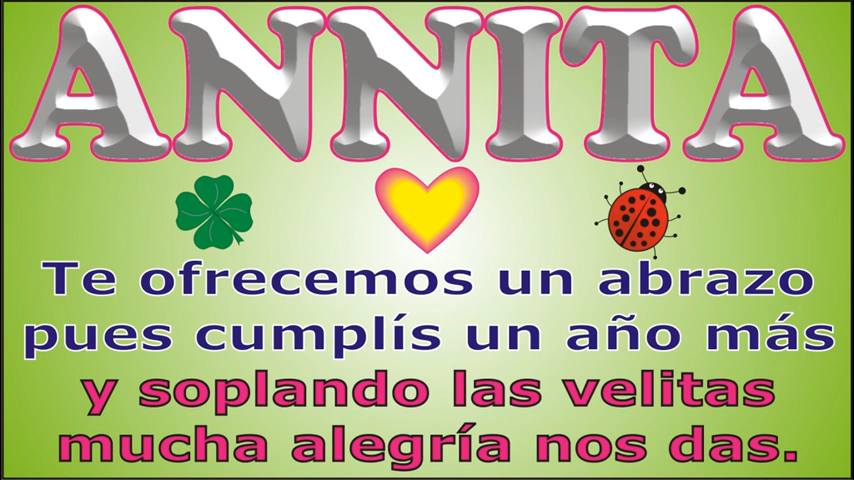 ANNITA
Te ofrecemos un abrazo
pues cumplís un año más
y soplando las velitas
mucha alegría nos das.